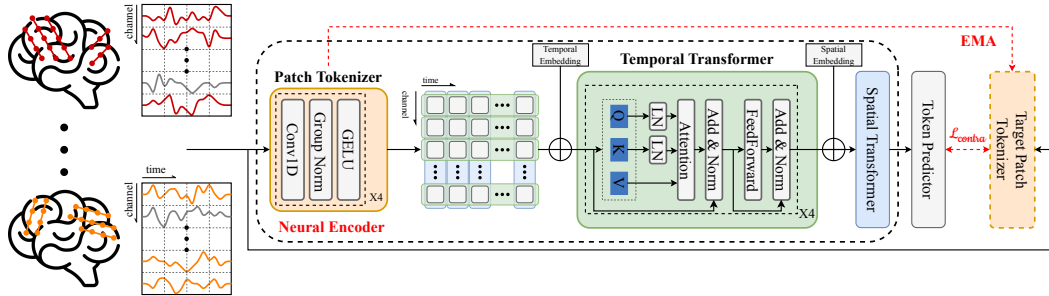 channel
time
channel
Patch Tokenizer
Conv1D
Group Norm
GELU
X4
Neural Encoder
time
channel
Temporal
Embedding
Temporal Transformer
Q
K
V
LN
LN
Attention
Add & Norm
FeedForward
Add & Norm
X4
Spatial
Embedding
Spatial Transformer
Token Predictor
EMA
ℒcontra
Target Patch
Tokenizer